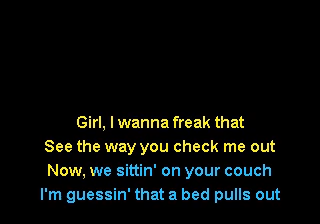 Girl, I wanna freak that
See the way you check me out
Now, we sittin' on your couch
I'm guessin' that a bed pulls out